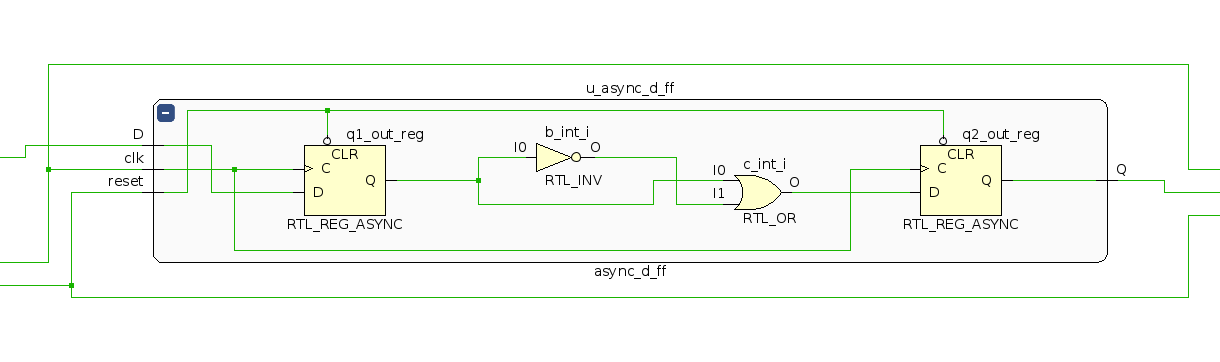 u_async_d_ff
D
clk
reset
q1_out_reg
CLR
C
D
Q
RTL_REG_ASYNC
b_int_i
I0
O
RTL_INV
c_int_i
I0
I1
O
RTL_OR
q2_out_reg
CLR
C
D
Q
RTL_REG_ASYNC
Q
async_d_ff